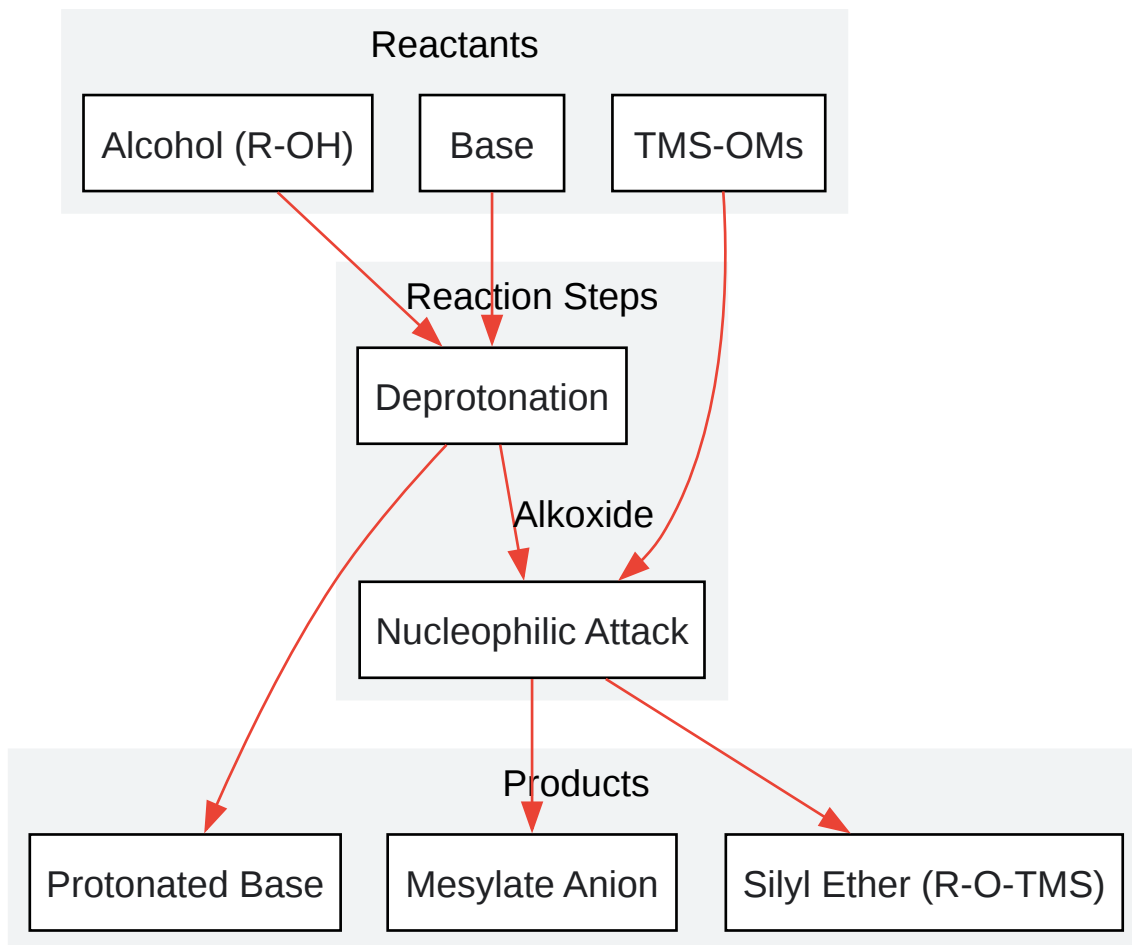 Reactants
Alcohol (R-OH)
Base
TMS-OMs
Reaction Steps
Deprotonation
Alkoxide
Nucleophilic Attack
Products
Protonated Base
Mesylate Anion
Silyl Ether (R-O-TMS)